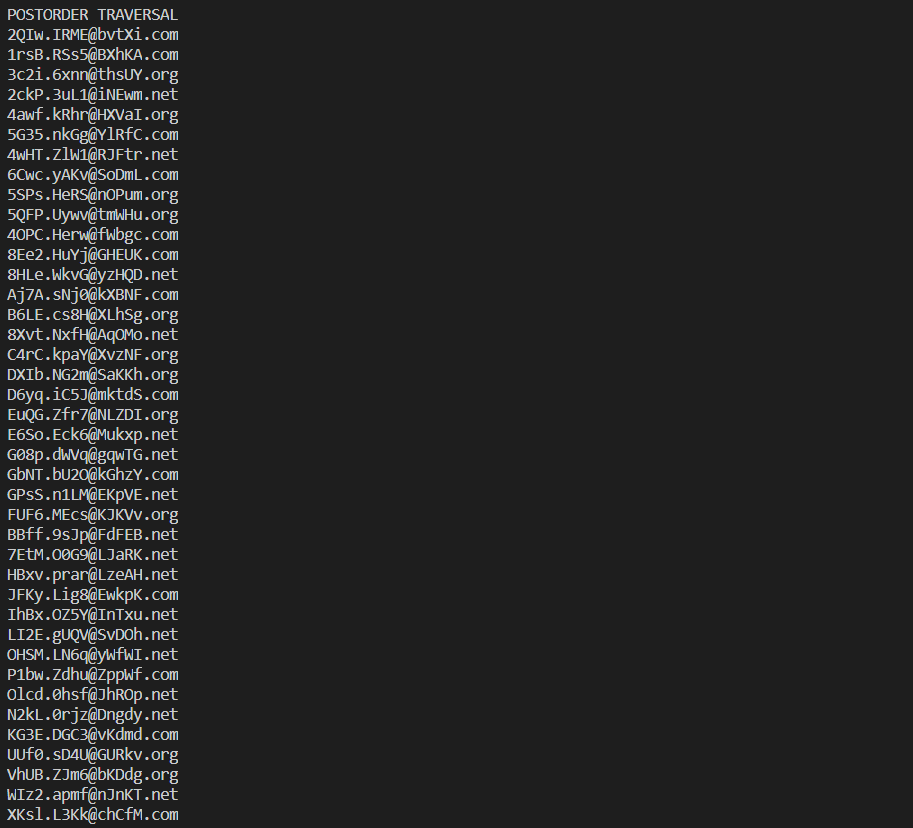 POSTORDER TRAVERSAL
2QIw.IRME@bvtXi.com
1rsB.RSs5@BXhKA.com
3c2i.6xnn@thsUY.org
2ckP.3uL1@iNEwm.net
4awf.kRhr@HXVaI.org
5G35.nkGg@YlRfC.com
4wHT.ZlW1@RJFtr.net
6Cwc.yAKv@SoDmL.com
5SPs.HeRS@nOPum.org
5QFP.Uywv@tmWHu.org
4OPC.Herw@fWbgc.com
8Ee2.HuYj@GHEUK.com
8HLe.WkvG@yzHQD.net
Aj7A.sNj0@kXBNF.com
B6LE.cs8H@XLhSg.org
8Xvt.NxfH@AqOMo.net
C4rC.kpaY@XvzNF.org
DXIb.NG2m@SaKKh.org
D6yq.iC5J@mktdS.com
EuQG.Zfr7@NLZDI.org
E6So.Eck6@Mukxp.net
G08p.dWVq@gqwTG.net
GbNT.bU2O@kGhzY.com
GPsS.n1LM@EKpVE.net
FUF6.MEcs@KJKVv.org
BBff.9sJp@FdFEB.net
7EtM.O0G9@LJaRK.net
HBxv.prar@LzeAH.net
JFKy.Lig8@EwkpK.com
IhBx.OZ5Y@InTxu.net
LI2E.gUQV@SvDOh.net
OHSM.LN6q@yWfWI.net
P1bw.Zdhu@ZppWf.com
Olcd.0hsf@JhROp.net
N2kL.0rjz@Dngdy.net
KG3E.DGC3@vKdmd.com
UUf0.sD4U@GURkv.org
VhUB.ZJm6@bKDdg.org
WIz2.apmf@nJnKT.net
XKsl.L3Kk@chCfM.com